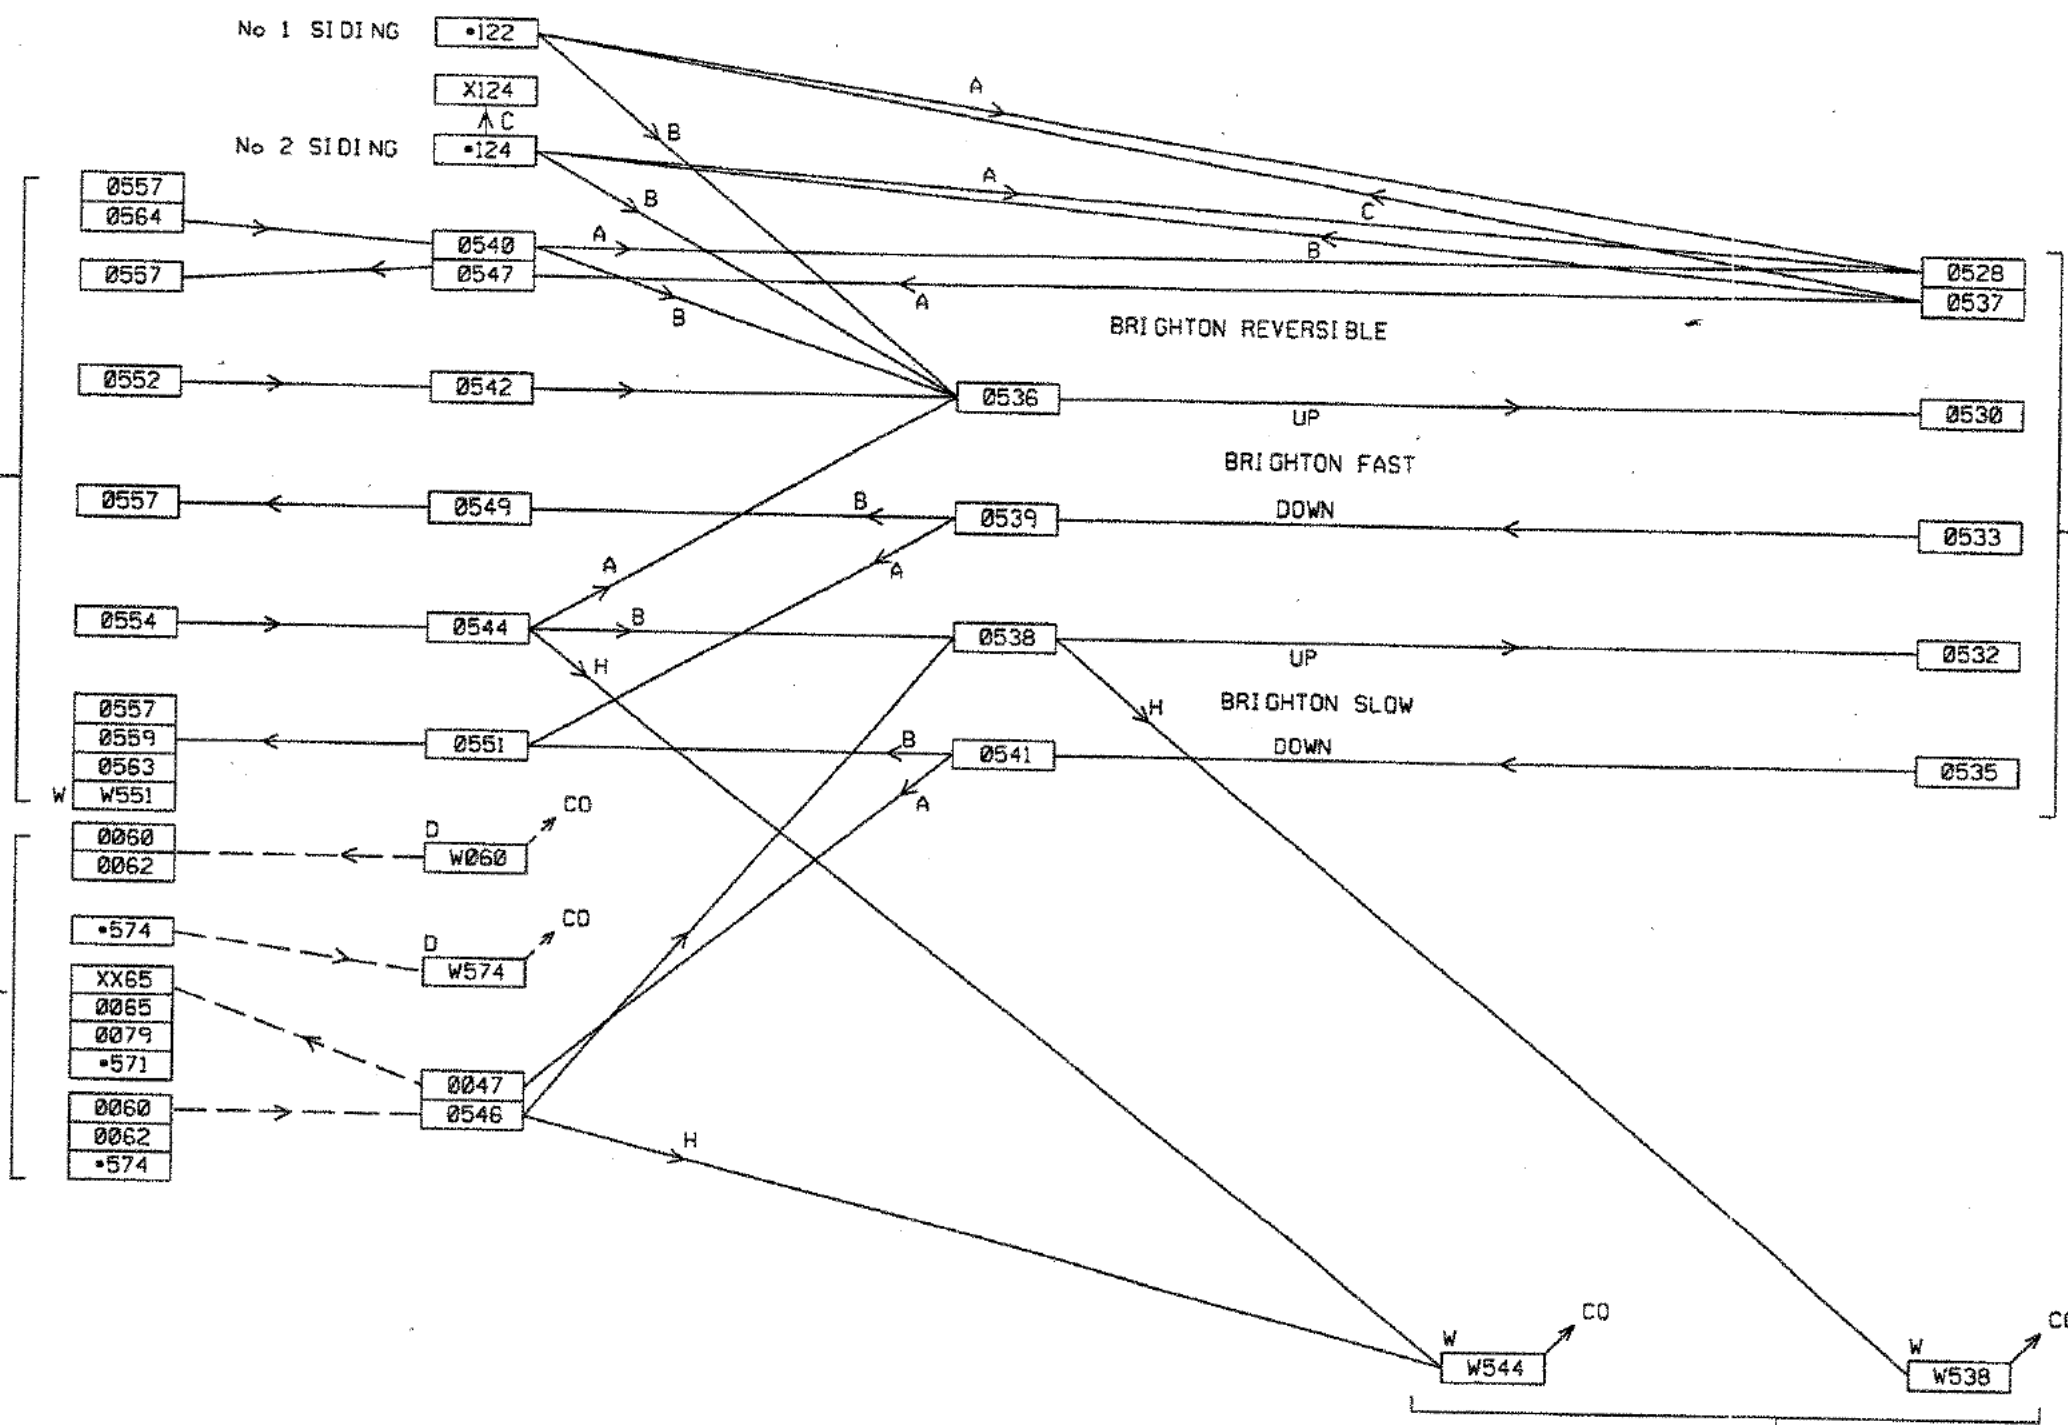 No 1 SIDING •122
A
X124
C
B
No 2 SIDING •124
A
0557
0564
B
C
0540
A
B
0557
0547
A
0528
0537
B
BRIGHTON REVERSIBLE
0552
0542
0536
UP
0530
BRIGHTON FAST
0557
0549
B
0539
DOWN
0533
A
A
0554
0544
B
0538
UP
0532
H
BRIGHTON SLOW
H
0557
0559
0563
W W551
0551
B
0541
DOWN
0535
A
CO
0060
0062
D
W060
CO
•574
D
W574
XX65
0065
0079
•571
0047
0546
0060
0062
•574
H
CO
W
W544
W
W538